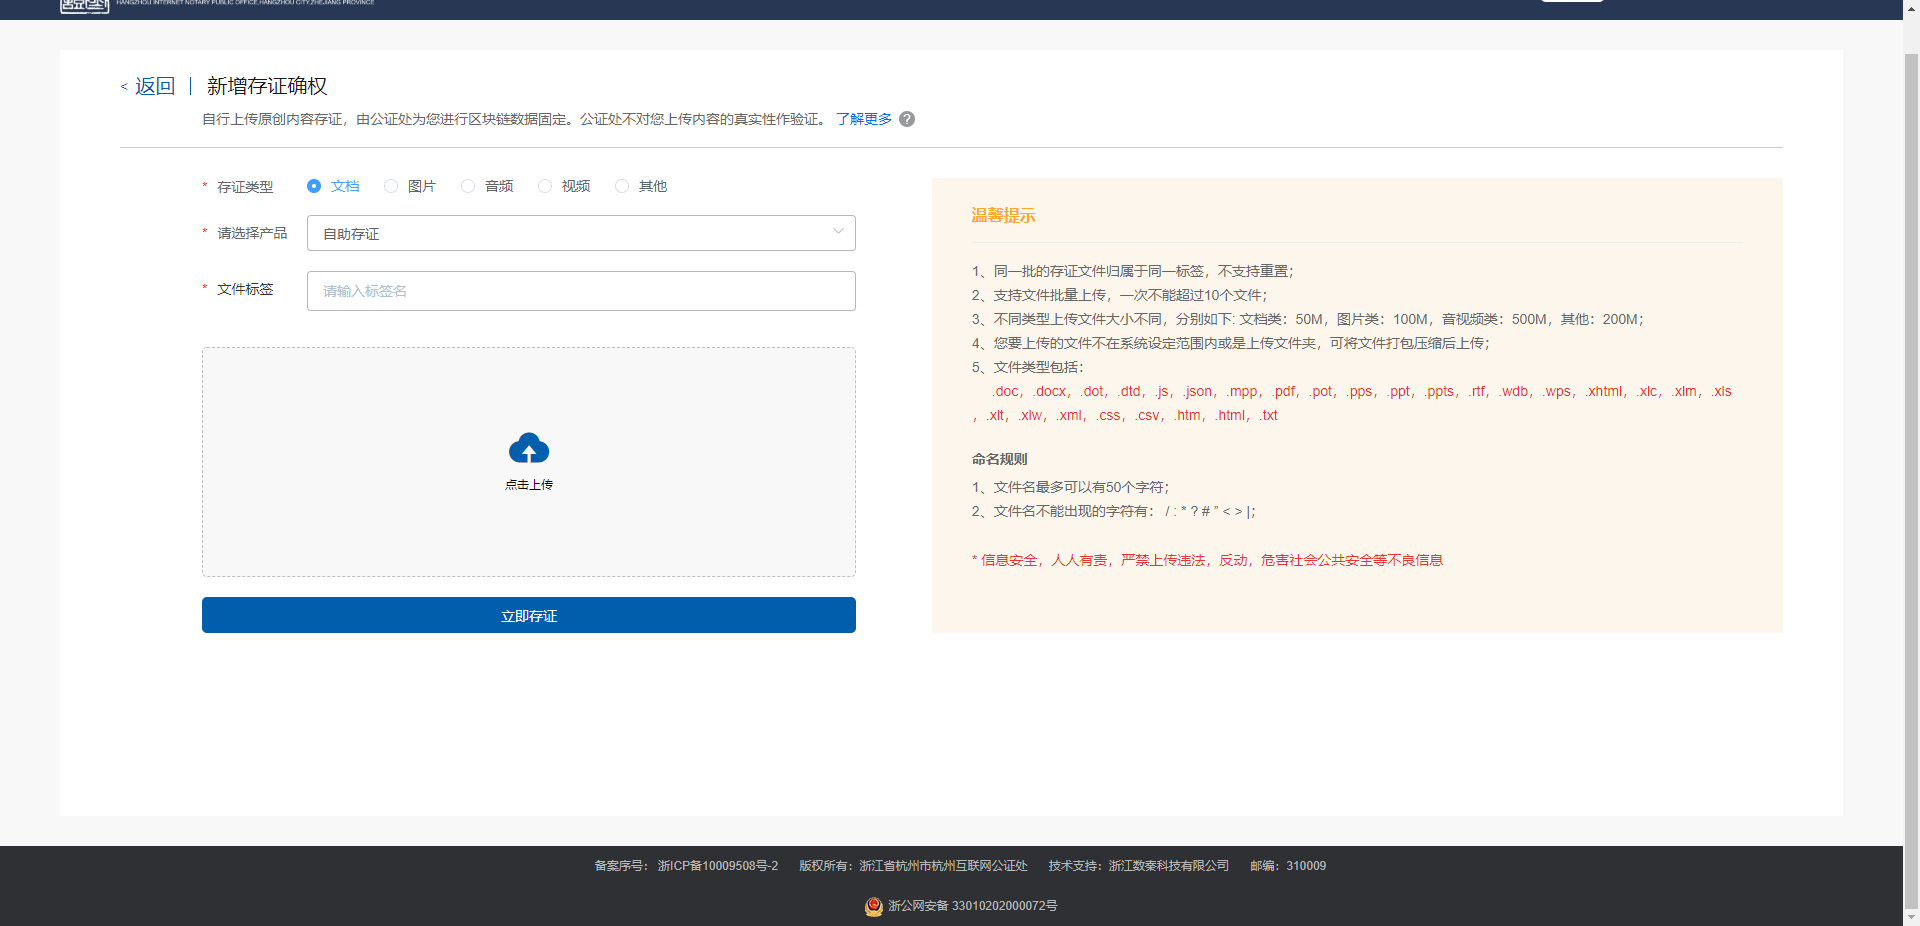 HANGZHOU INTERNET NOTARY PUBLIC OFFICE,HANGZHOU CITY,ZHEJIANG PROVINCE
< 返回 | 新增存证确权
自行上传原创内容存证，由公证处为您进行区块链数据固定。公证处不对您上传内容的真实性作验证。 了解更多 ?
* 存证类型 文档 图片 音频 视频 其他
* 请选择产品 自助存证
* 文件标签 请输入标签名
点击上传
立即存证
温馨提示
1、同一批的存证文件归属于同一标签，不支持重置；
2、支持文件批量上传，一次不能超过10个文件；
3、不同类型上传文件大小不同，分别如下: 文档类：50M，图片类：100M，音视频类：500M，其他：200M；
4、您要上传的文件不在系统设定范围内或是上传文件夹，可将文件打包压缩后上传；
5、文件类型包括：
.doc，.docx，.dot，.dtd，.js，.json，.mpp，.pdf，.pot，.pps，.ppt，.ppts，.rtf，.wdb，.wps，.xhtml，.xlc，.xlm，.xls
，.xlt，.xlw，.xml，.css，.csv，.htm，.html，.txt
命名规则
1、文件名最多可以有50个字符；
2、文件名不能出现的字符有： / : * ? # " < > |;
* 信息安全，人人有责，严禁上传违法，反动，危害社会公共安全等不良信息
备案序号： 浙ICP备10009508号-2 版权所有：浙江省杭州市杭州互联网公证处 技术支持：浙江数秦科技有限公司 邮编：310009
浙公网安备 33010202000072号